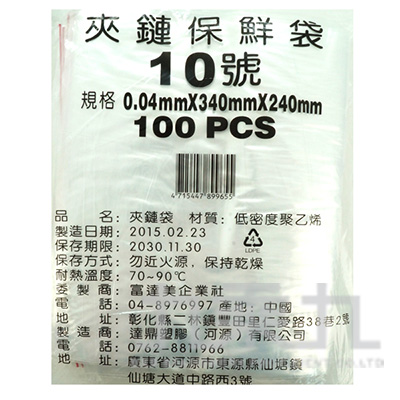 夾鏈保鮮袋
10號
規格 0.04mmX340mmX240mm
100 PCS
4715447899655
品名：夾鏈袋 材質：低密度聚乙烯
製造日期：2015.02.23
保存期限：2030.11.30
保存方式：勿近火源，保持乾燥
耐熱溫度：70~90℃
委製商：富達美企業社
電話：04-8976997 產地：中國
地址：彰化縣二林鎮豐田里仁愛路38巷2號
製造商：達鼎塑膠（河源）有限公司
電話：0762-8811966
地址：廣東省河源市東源縣仙塘鎮
仙塘大道中路西3號
4
LDPE